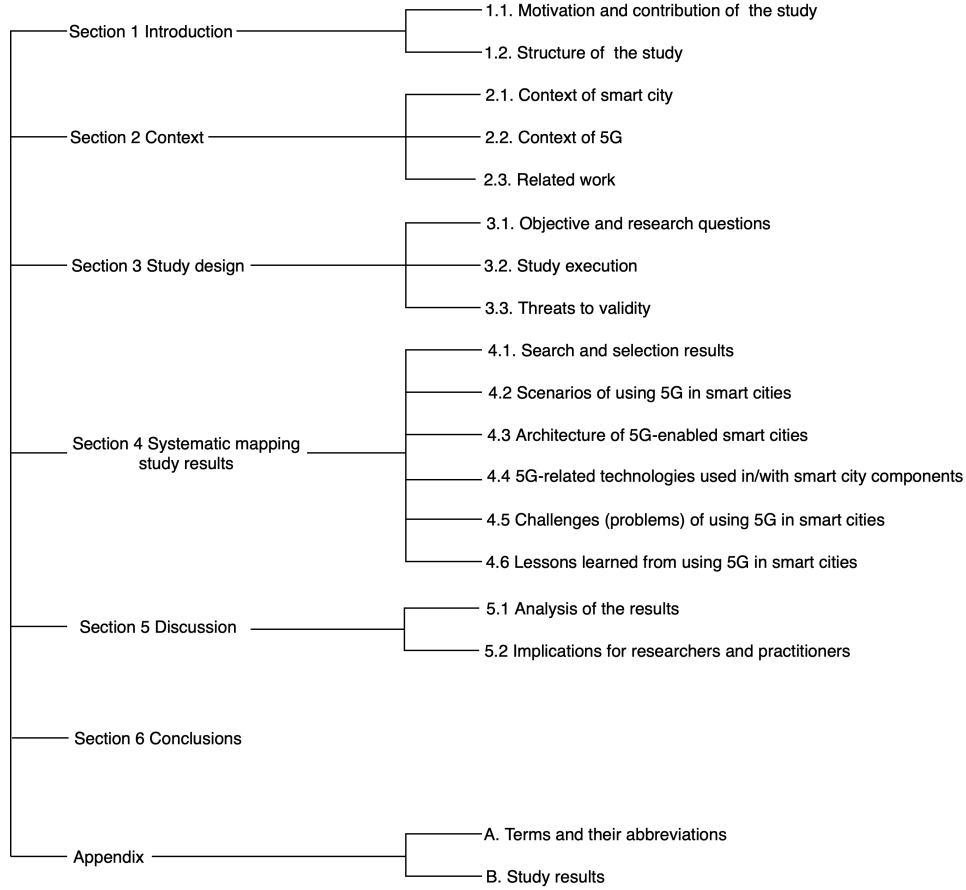 Section 1 Introduction
1.1. Motivation and contribution of the study
1.2. Structure of the study
Section 2 Context
2.1. Context of smart city
2.2. Context of 5G
2.3. Related work
Section 3 Study design
3.1. Objective and research questions
3.2. Study execution
3.3. Threats to validity
Section 4 Systematic mapping
study results
4.1. Search and selection results
4.2 Scenarios of using 5G in smart cities
4.3 Architecture of 5G-enabled smart cities
4.4 5G-related technologies used in/with smart city components
4.5 Challenges (problems) of using 5G in smart cities
4.6 Lessons learned from using 5G in smart cities
Section 5 Discussion
5.1 Analysis of the results
5.2 Implications for researchers and practitioners
Section 6 Conclusions
Appendix
A. Terms and their abbreviations
B. Study results